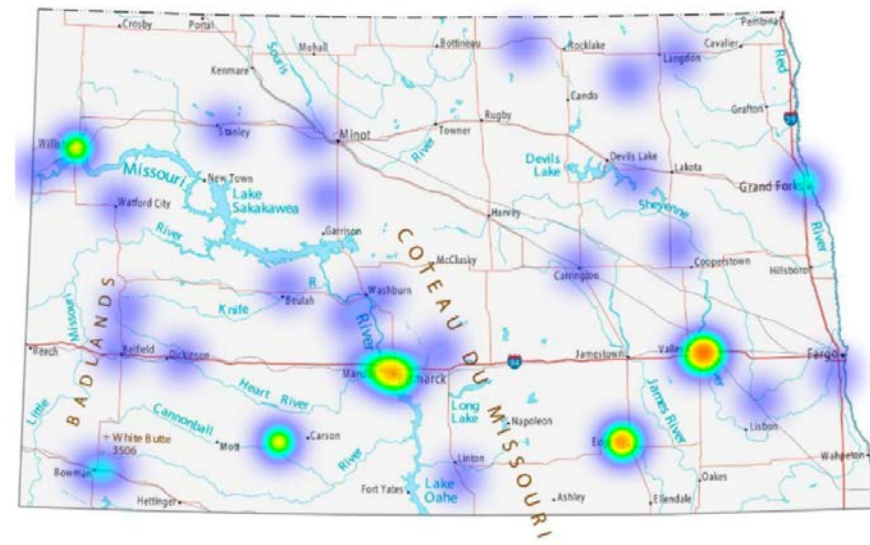 Crosby
Portal
Pembina
Mohall
Bottineau
Rocklake
Cavalier
Langdon
Souris
Kenmare
Red
Cando
Grafton
Stanley
Minot
Towner
Rugby
River
Missouri
New Town
Devils
Lake
Devils Lake
Lakota
Grand Forks
Lake
Sakakawea
Watford City
Sheyenne
Harvey
River
River
Garrison
COTEAU DU MISSOURI
McClusky
Carrington
Cooperstown
Hillsboro
BADLANDS
Missouri
Little
R.
Knife
Beulah
Washburn
River
Beach
Belfield
Dickinson
Jamestown
Fargo
Heart River
Cannonball
Long
Lake
Napoleon
James River
Lisbon
White Butte
3506
Mott
Carson
River
Bowman
Linton
Wahpeton
Hettinger
Fort Yates
Lake
Oahe
Ashley
Ellendale
Oakes